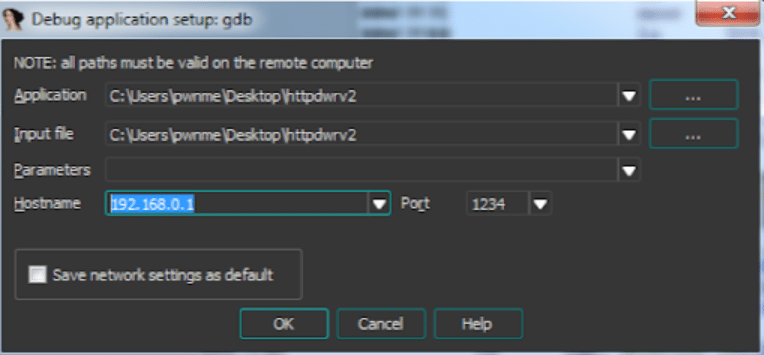 Debug application setup: gdb
NOTE: all paths must be valid on the remote computer
Application C:\Users\pwnme\Desktop\httpdwrv2 ...
Input file C:\Users\pwnme\Desktop\httpdwrv2 ...
Parameters
Hostname 192.168.0.1 Port 1234
Save network settings as default
OK Cancel Help